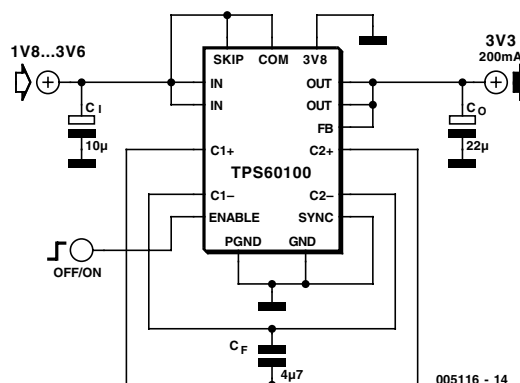 1V8...3V6
3V3
200mA
SKIP COM 3V8
IN
IN
OUT
OUT
FB
C1+
C2+
TPS60100
C1–
C2–
ENABLE
SYNC
PGND GND
C I
10µ
C O
22µ
OFF/ON
C F
4µ7
005116 - 14